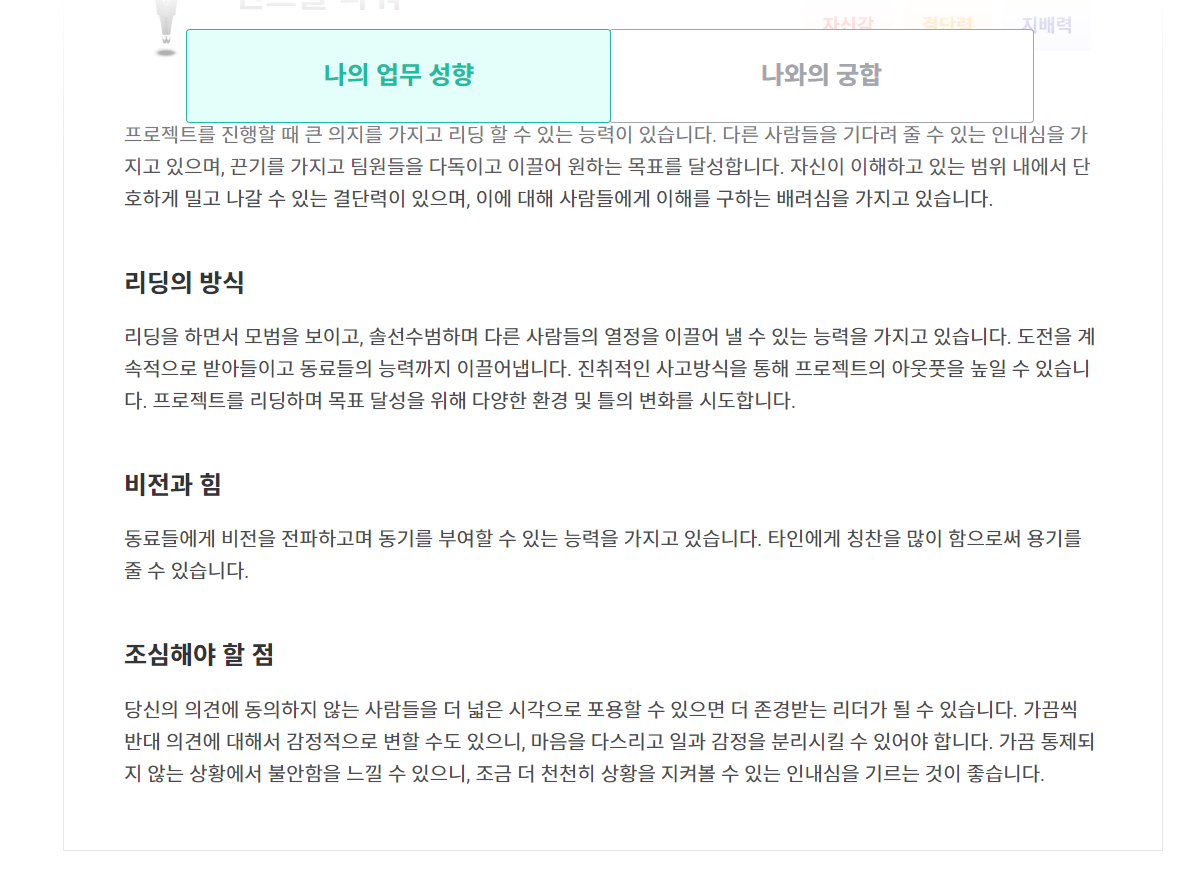 자신감 결단력 지배력
나의 업무 성향 나와의 궁합
프로젝트를 진행할 때 큰 의지를 가지고 리딩 할 수 있는 능력이 있습니다. 다른 사람들을 기다려 줄 수 있는 인내심을 가
지고 있으며, 끈기를 가지고 팀원들을 다독이고 이끌어 원하는 목표를 달성합니다. 자신이 이해하고 있는 범위 내에서 단
호하게 밀고 나갈 수 있는 결단력이 있으며, 이에 대해 사람들에게 이해를 구하는 배려심을 가지고 있습니다.
리딩의 방식
리딩을 하면서 모범을 보이고, 솔선수범하며 다른 사람들의 열정을 이끌어 낼 수 있는 능력을 가지고 있습니다. 도전을 계
속적으로 받아들이고 동료들의 능력까지 이끌어냅니다. 진취적인 사고방식을 통해 프로젝트의 아웃풋을 높일 수 있습니
다. 프로젝트를 리딩하며 목표 달성을 위해 다양한 환경 및 틀의 변화를 시도합니다.
비전과 힘
동료들에게 비전을 전파하고며 동기를 부여할 수 있는 능력을 가지고 있습니다. 타인에게 칭찬을 많이 함으로써 용기를
줄 수 있습니다.
조심해야 할 점
당신의 의견에 동의하지 않는 사람들을 더 넓은 시각으로 포용할 수 있으면 더 존경받는 리더가 될 수 있습니다. 가끔씩
반대 의견에 대해서 감정적으로 변할 수도 있으니, 마음을 다스리고 일과 감정을 분리시킬 수 있어야 합니다. 가끔 통제되
지 않는 상황에서 불안함을 느낄 수 있으니, 조금 더 천천히 상황을 지켜볼 수 있는 인내심을 기르는 것이 좋습니다.